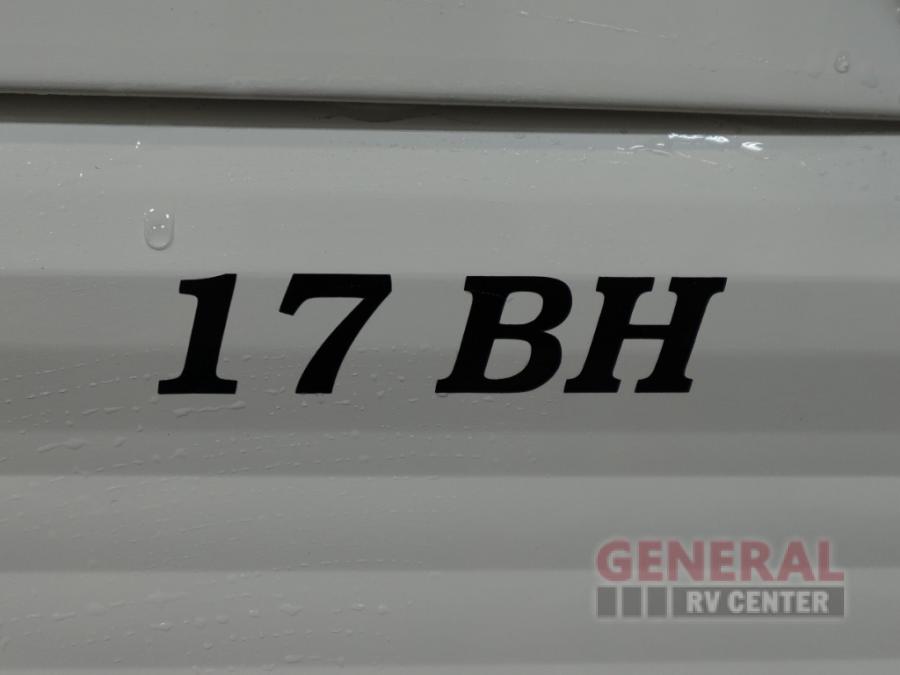 17 BH
GENERAL
RV CENTER